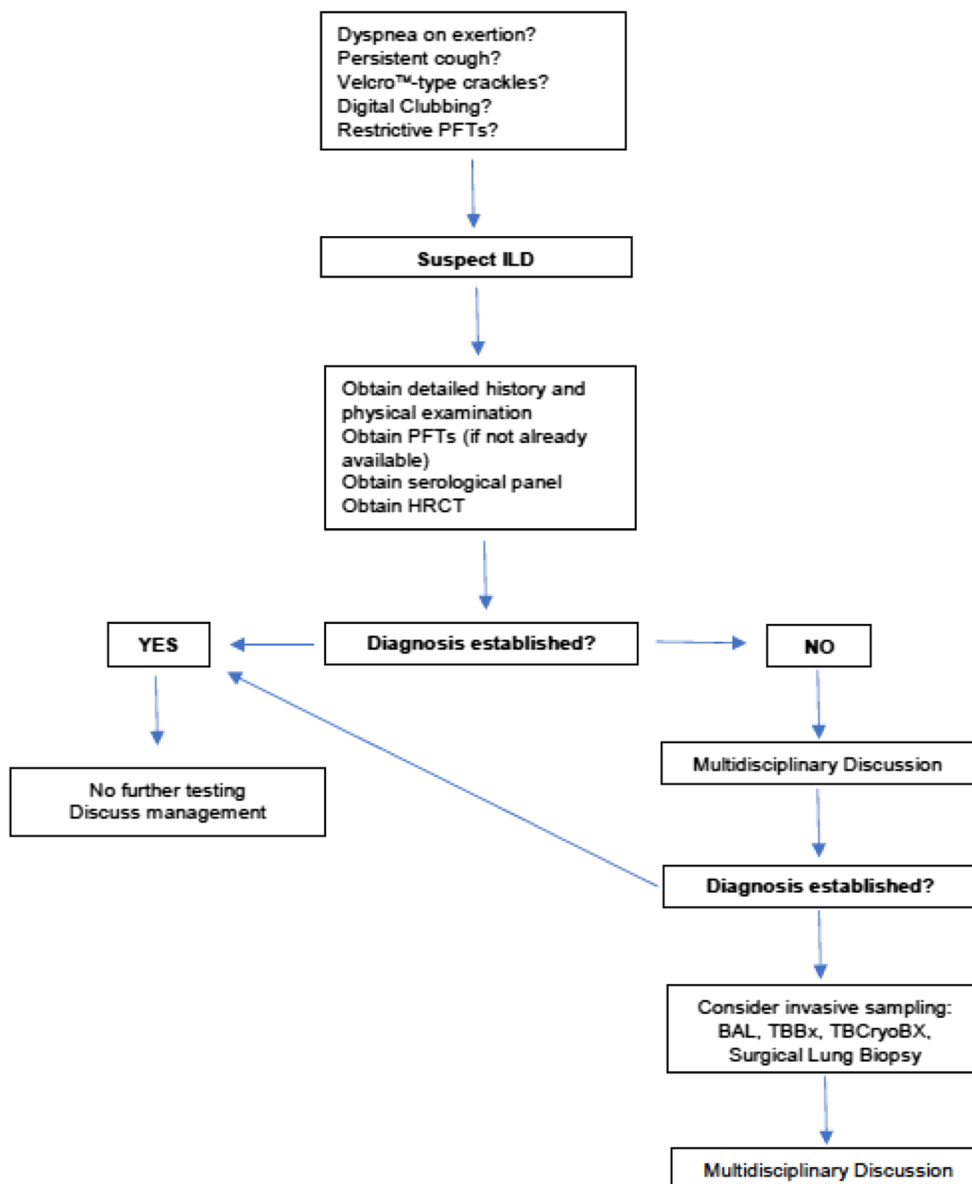 Dyspnea on exertion?
Persistent cough?
Velcro™-type crackles?
Digital Clubbing?
Restrictive PFTs?
Suspect ILD
Obtain detailed history and
physical examination
Obtain PFTs (if not already
available)
Obtain serological panel
Obtain HRCT
YES
Diagnosis established?
NO
No further testing
Discuss management
Multidisciplinary Discussion
Diagnosis established?
Consider invasive sampling:
BAL, TBBx, TBCryoBX,
Surgical Lung Biopsy
Multidisciplinary Discussion